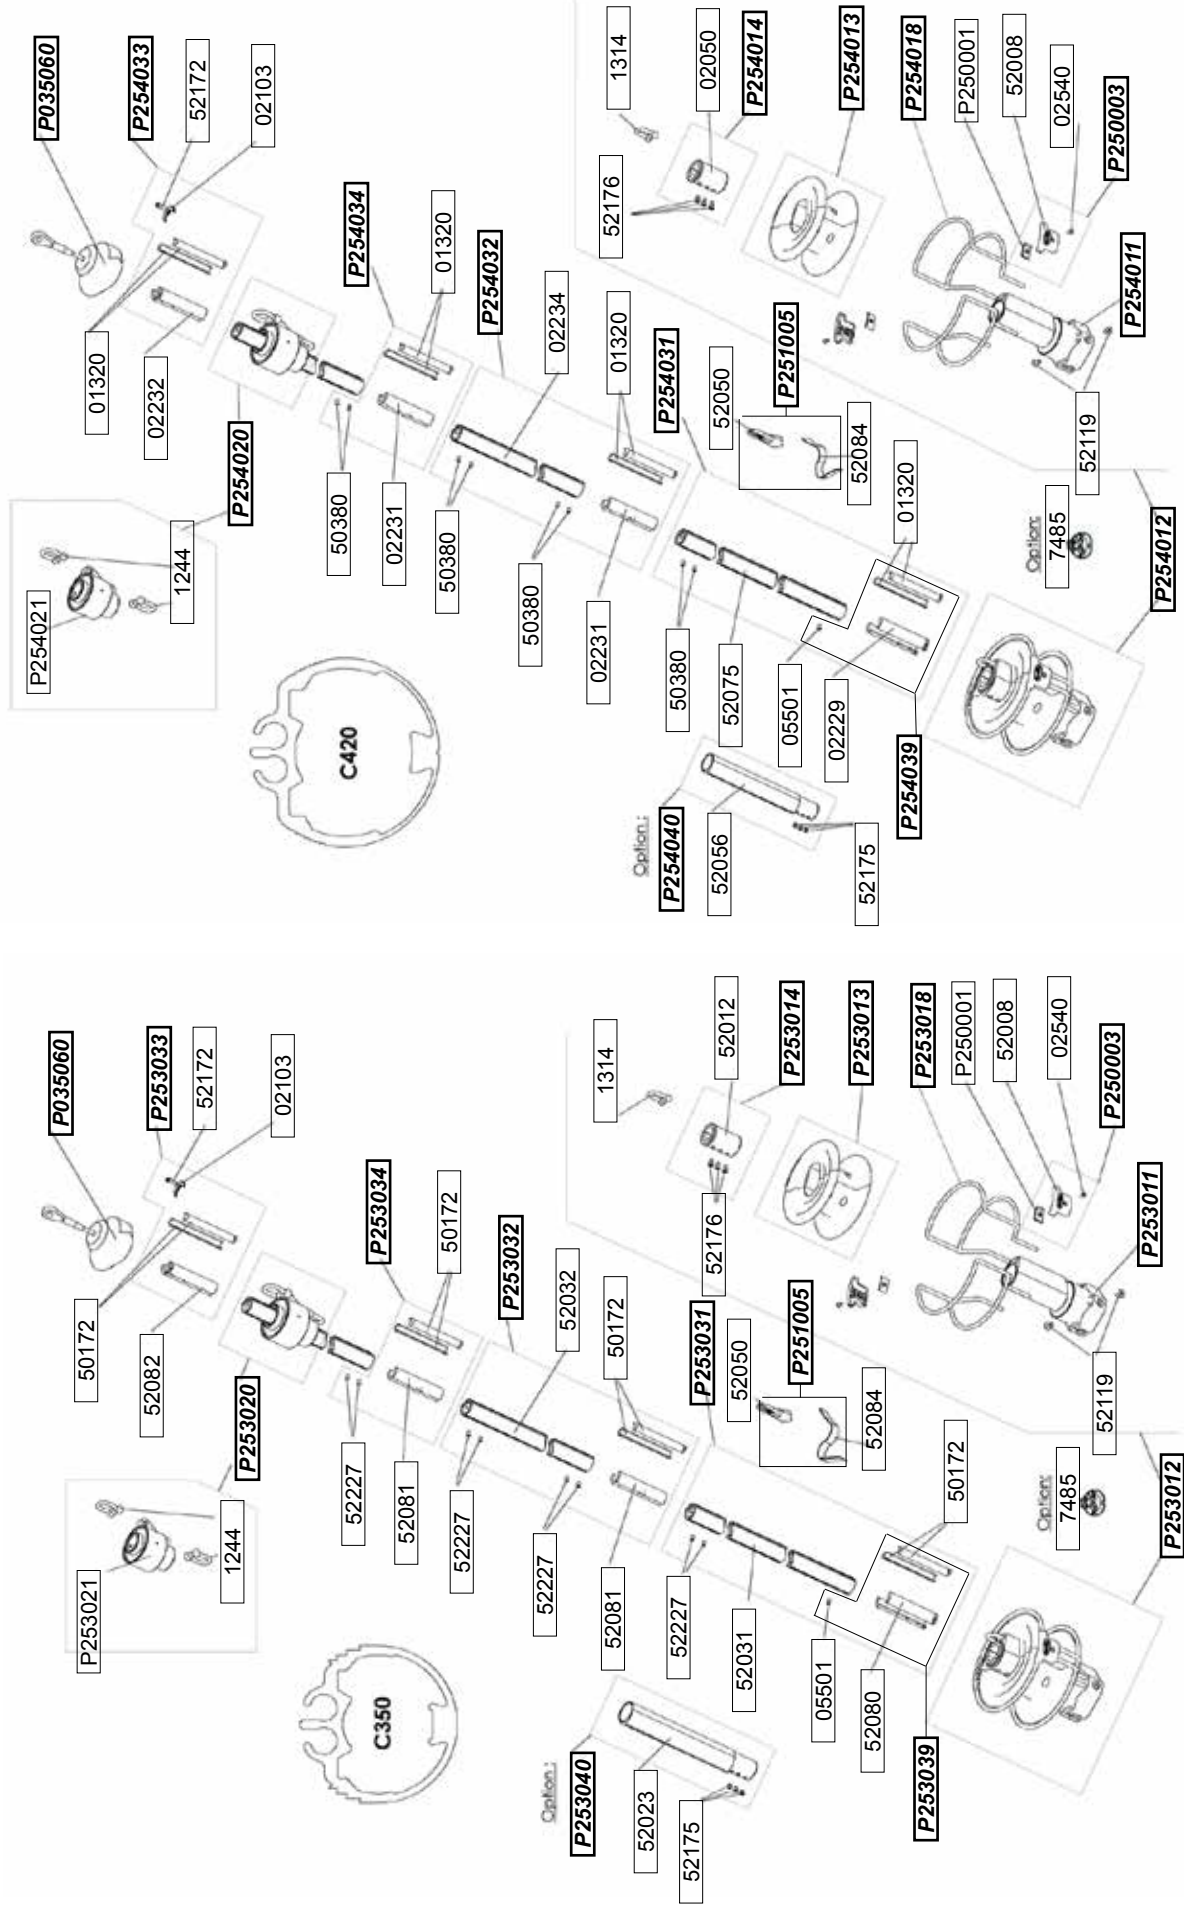 P035060
P254033
52172
02103
01320
02232
P254020
P254021
1244
C420
P254034
01320
P254032
02234
50380
02231
50380
50380
01320
02231
P254031
50380
52075
05501
02229
01320
P254039
Option :
P254040
52056
52175
P251005
52050
52084
1314
02050
P254014
52176
P254013
P254018
P250001
52008
02540
P250003
P254011
52119
Option:
7485
P254012
P035060
P253033
52172
02103
50172
52082
P253020
P253021
1244
C350
P253034
50172
P253032
52032
52227
52081
52227
52227
50172
52081
P253031
52227
52031
05501
52080
50172
P253039
Option :
P253040
52023
52175
P251005
52050
52084
1314
52012
P253014
52176
P253013
P253018
P250001
52008
02540
P250003
P253011
52119
Option:
7485
P253012